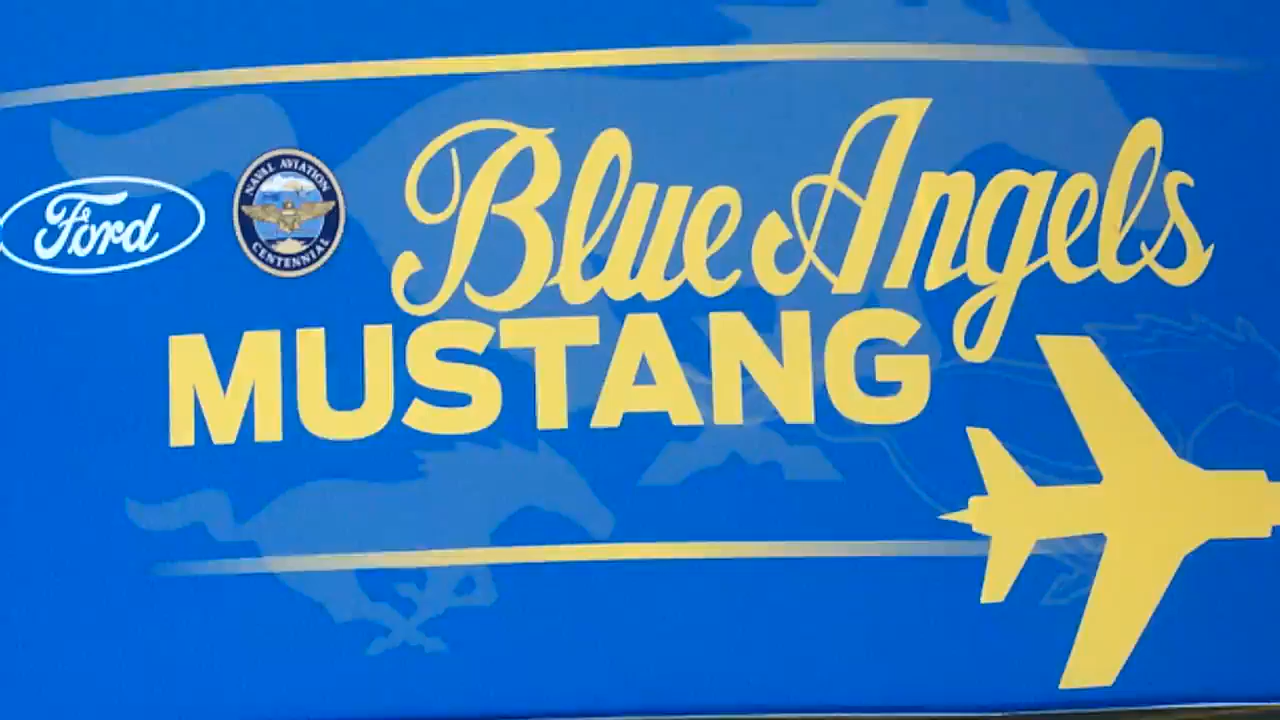 Ford
NAVAL AVIATION
CENTENNIAL
Blue Angels
MUSTANG